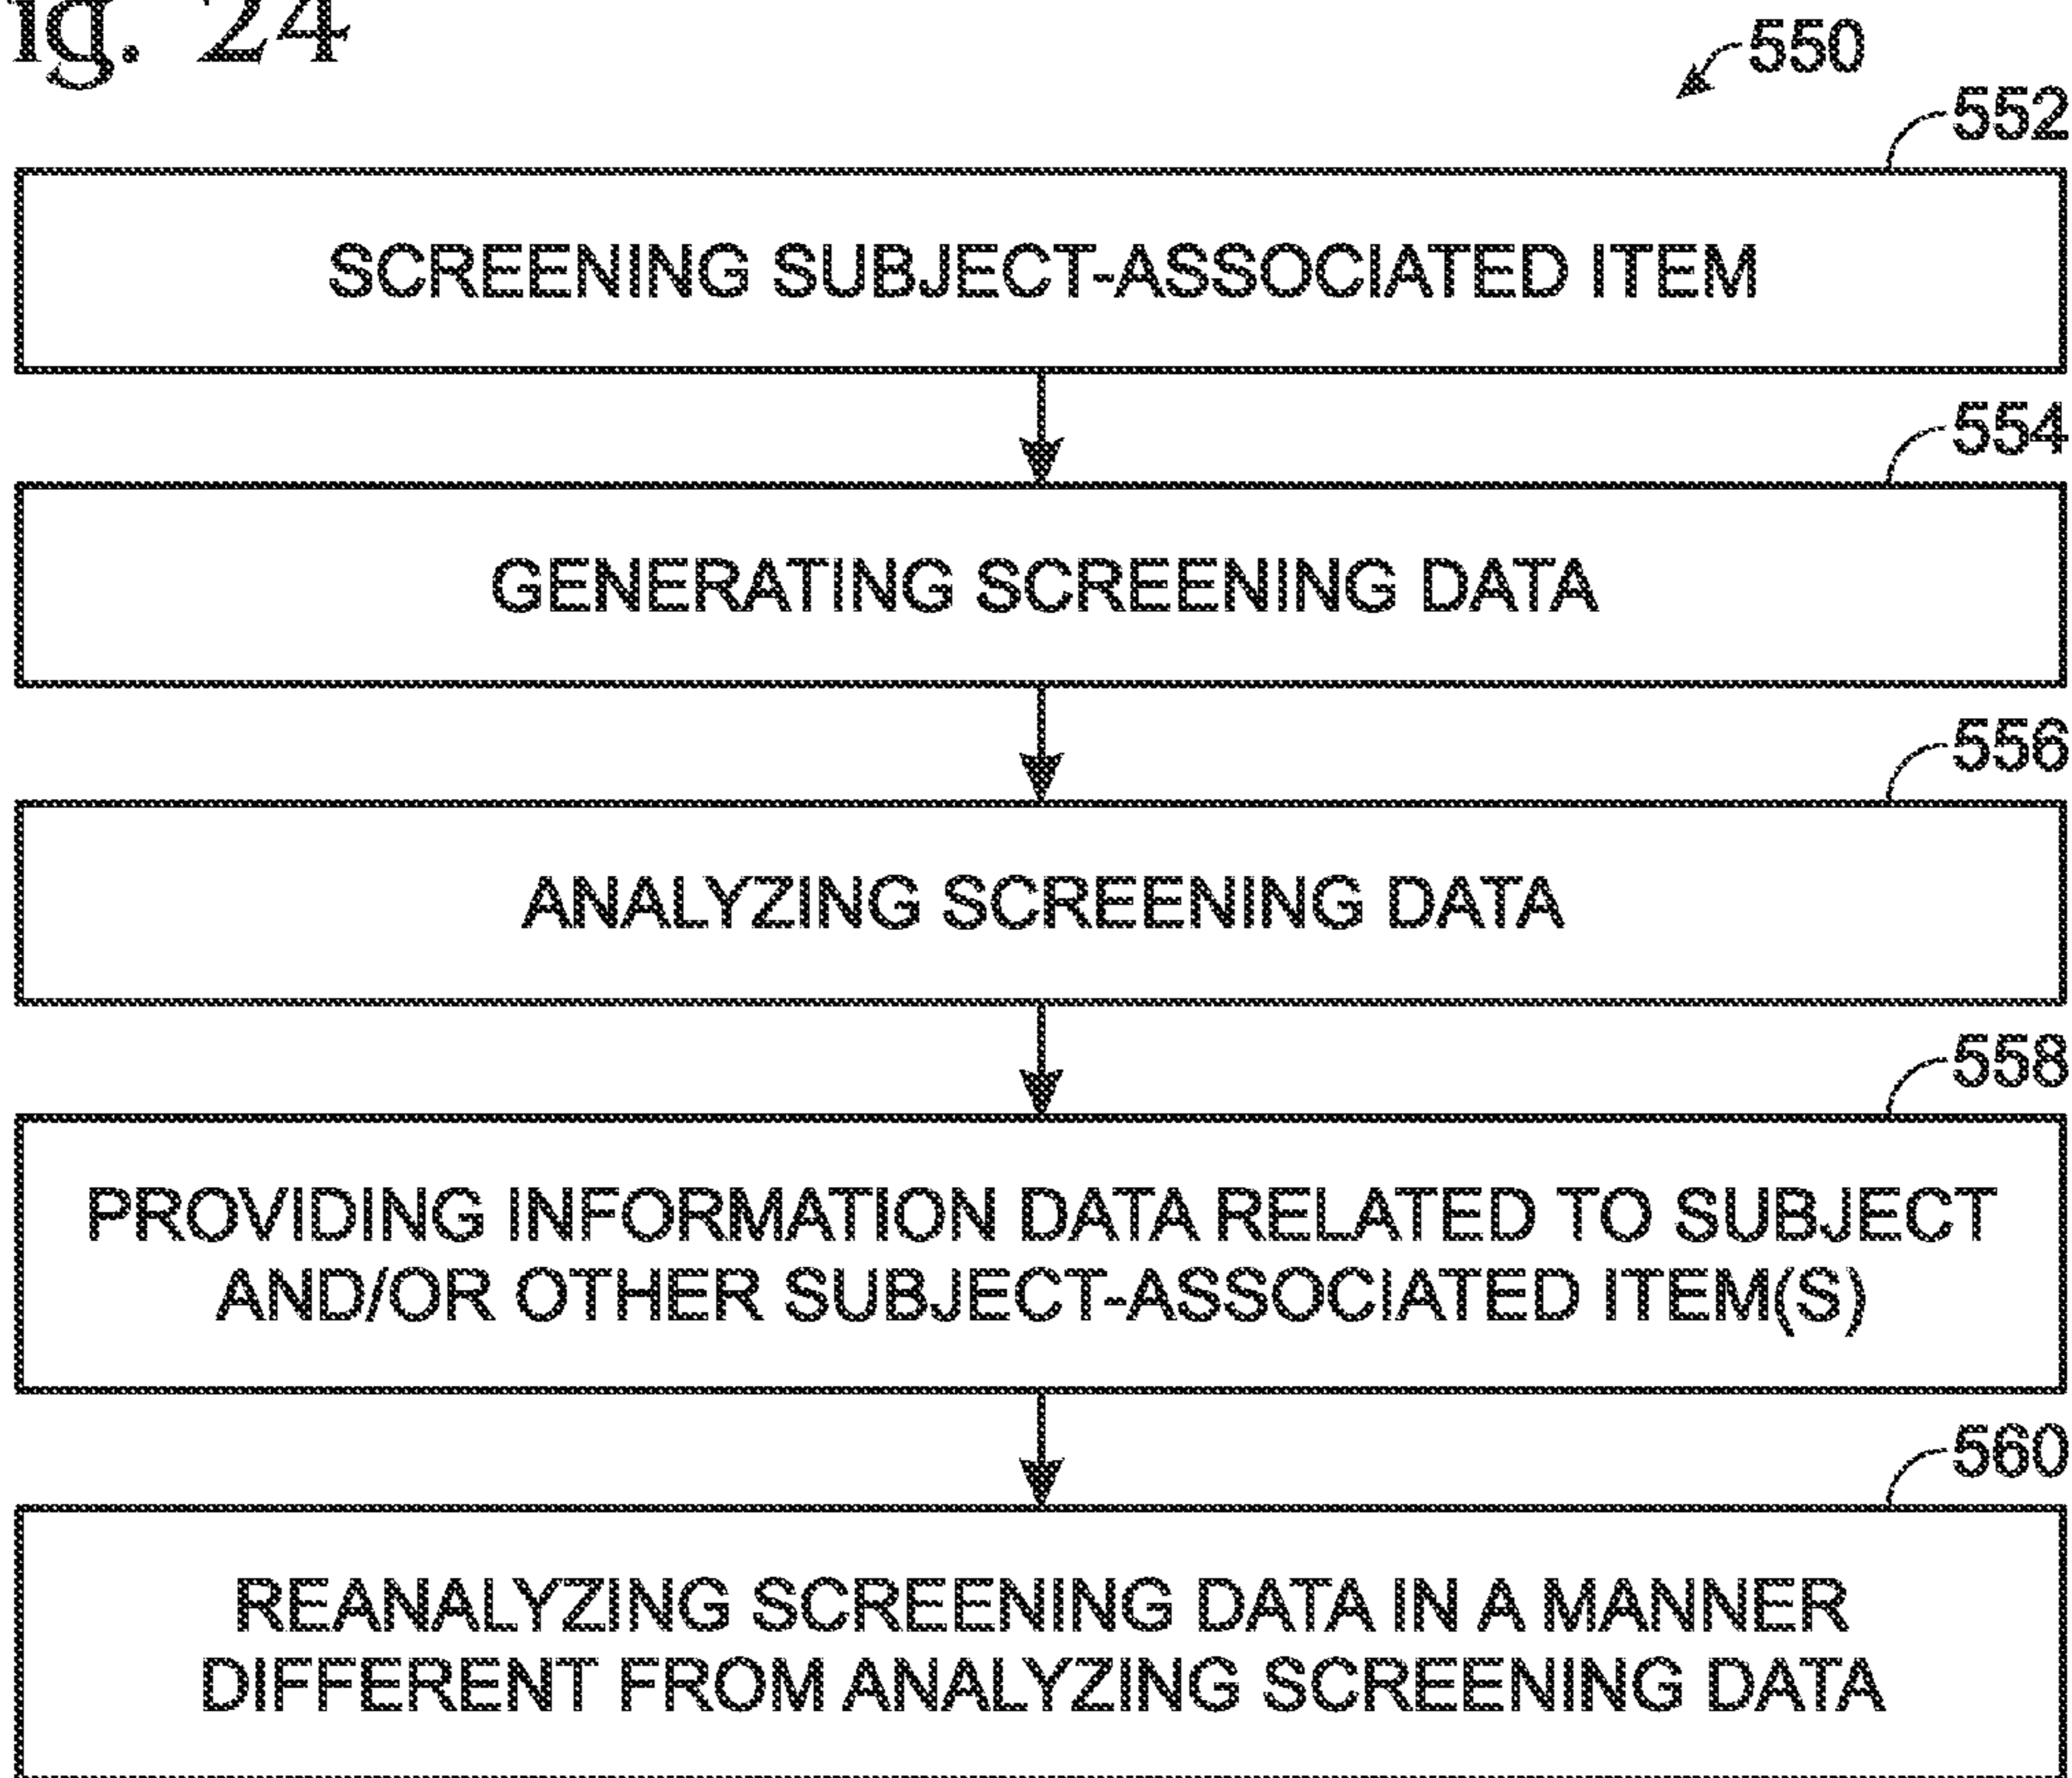 ig. 24
550
552
SCREENING SUBJECT-ASSOCIATED ITEM
554
GENERATING SCREENING DATA
556
ANALYZING SCREENING DATA
558
PROVIDING INFORMATION DATA RELATED TO SUBJECT
AND/OR OTHER SUBJECT-ASSOCIATED ITEM(S)
560
REANALYZING SCREENING DATA IN A MANNER
DIFFERENT FROM ANALYZING SCREENING DATA